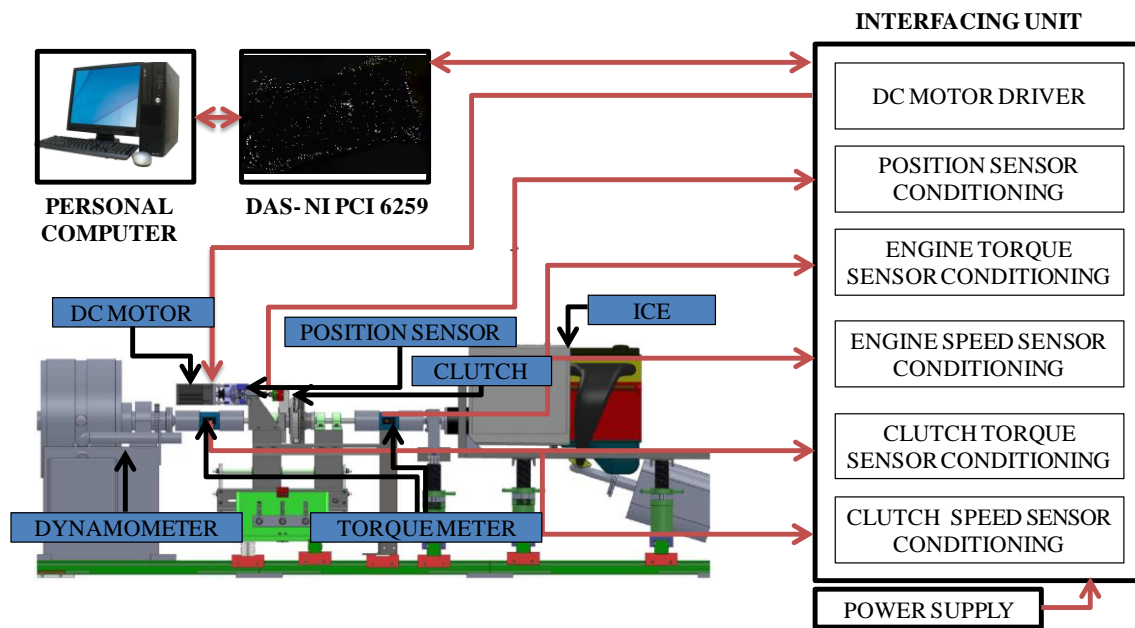 INTERFACING UNIT
DC MOTOR DRIVER
POSITION SENSOR
CONDITIONING
ENGINE TORQUE
SENSOR CONDITIONING
ENGINE SPEED SENSOR
CONDITIONING
CLUTCH TORQUE
SENSOR CONDITIONING
CLUTCH SPEED SENSOR
CONDITIONING
POWER SUPPLY
PERSONAL
COMPUTER
DAS- NI PCI 6259
DC MOTOR
POSITION SENSOR
CLUTCH
ICE
DYNAMOMETER
TORQUE METER